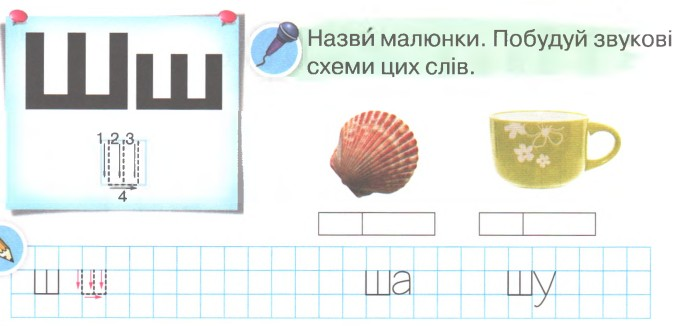 Шш
Назви́ малюнки. Побудуй звукові
схеми цих слів.
1 2 3
4
ш ш ша шу